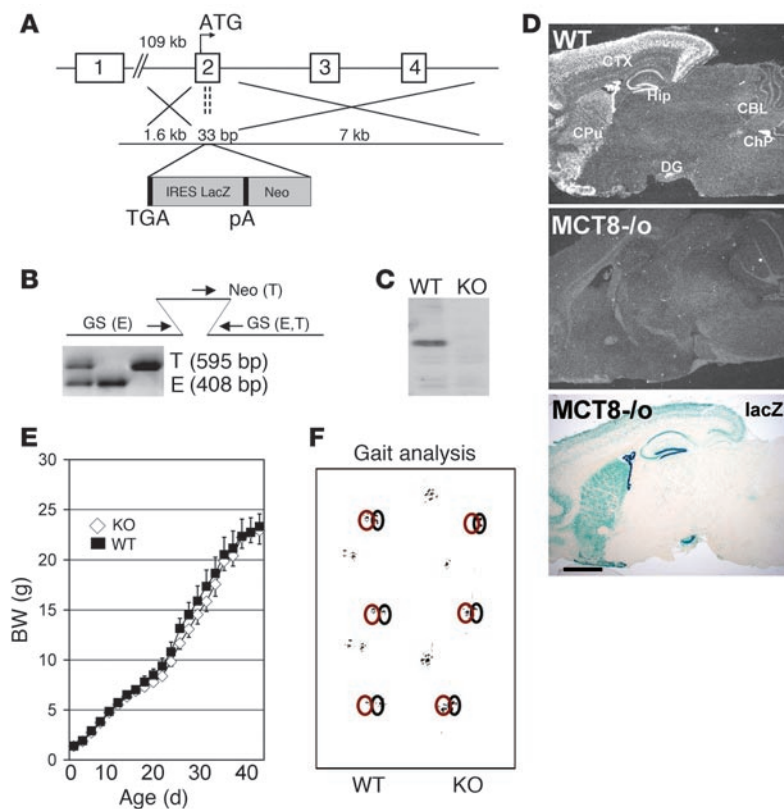 A
ATG
109 kb
1 2 3 4
1.6 kb 33 bp 7 kb
IRES LacZ Neo
TGA pA
B
Neo (T)
GS (E) GS (E,T)
T (595 bp)
E (408 bp)
C
WT KO
D
WT
CTX
Hip
CBL
CPu
ChP
DG
MCT8-/o
MCT8-/o lacZ
E
BW (g)
30
25
20
15
10
5
0
KO
WT
0 10 20 30 40
Age (d)
F
Gait analysis
WT KO